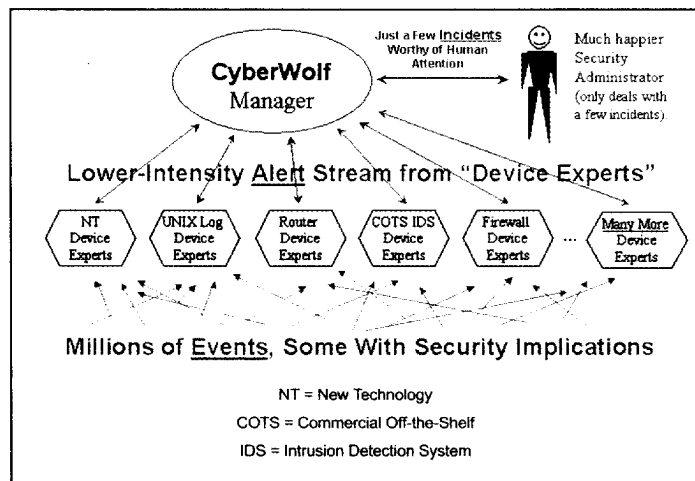 Just a Few Incidents
Worthy of Human
Attention
CyberWolf
Manager
Much happier
Security
Administrator
(only deals with
a few incidents).
Lower-Intensity Alert Stream from "Device Experts"
NT
Device
Experts
UNIX Log
Device
Experts
Router
Device
Experts
COTS IDS
Device
Experts
Firewall
Device
Experts
...
Many More
Device
Experts
Millions of Events, Some With Security Implications
NT = New Technology
COTS = Commercial Off-the-Shelf
IDS = Intrusion Detection System